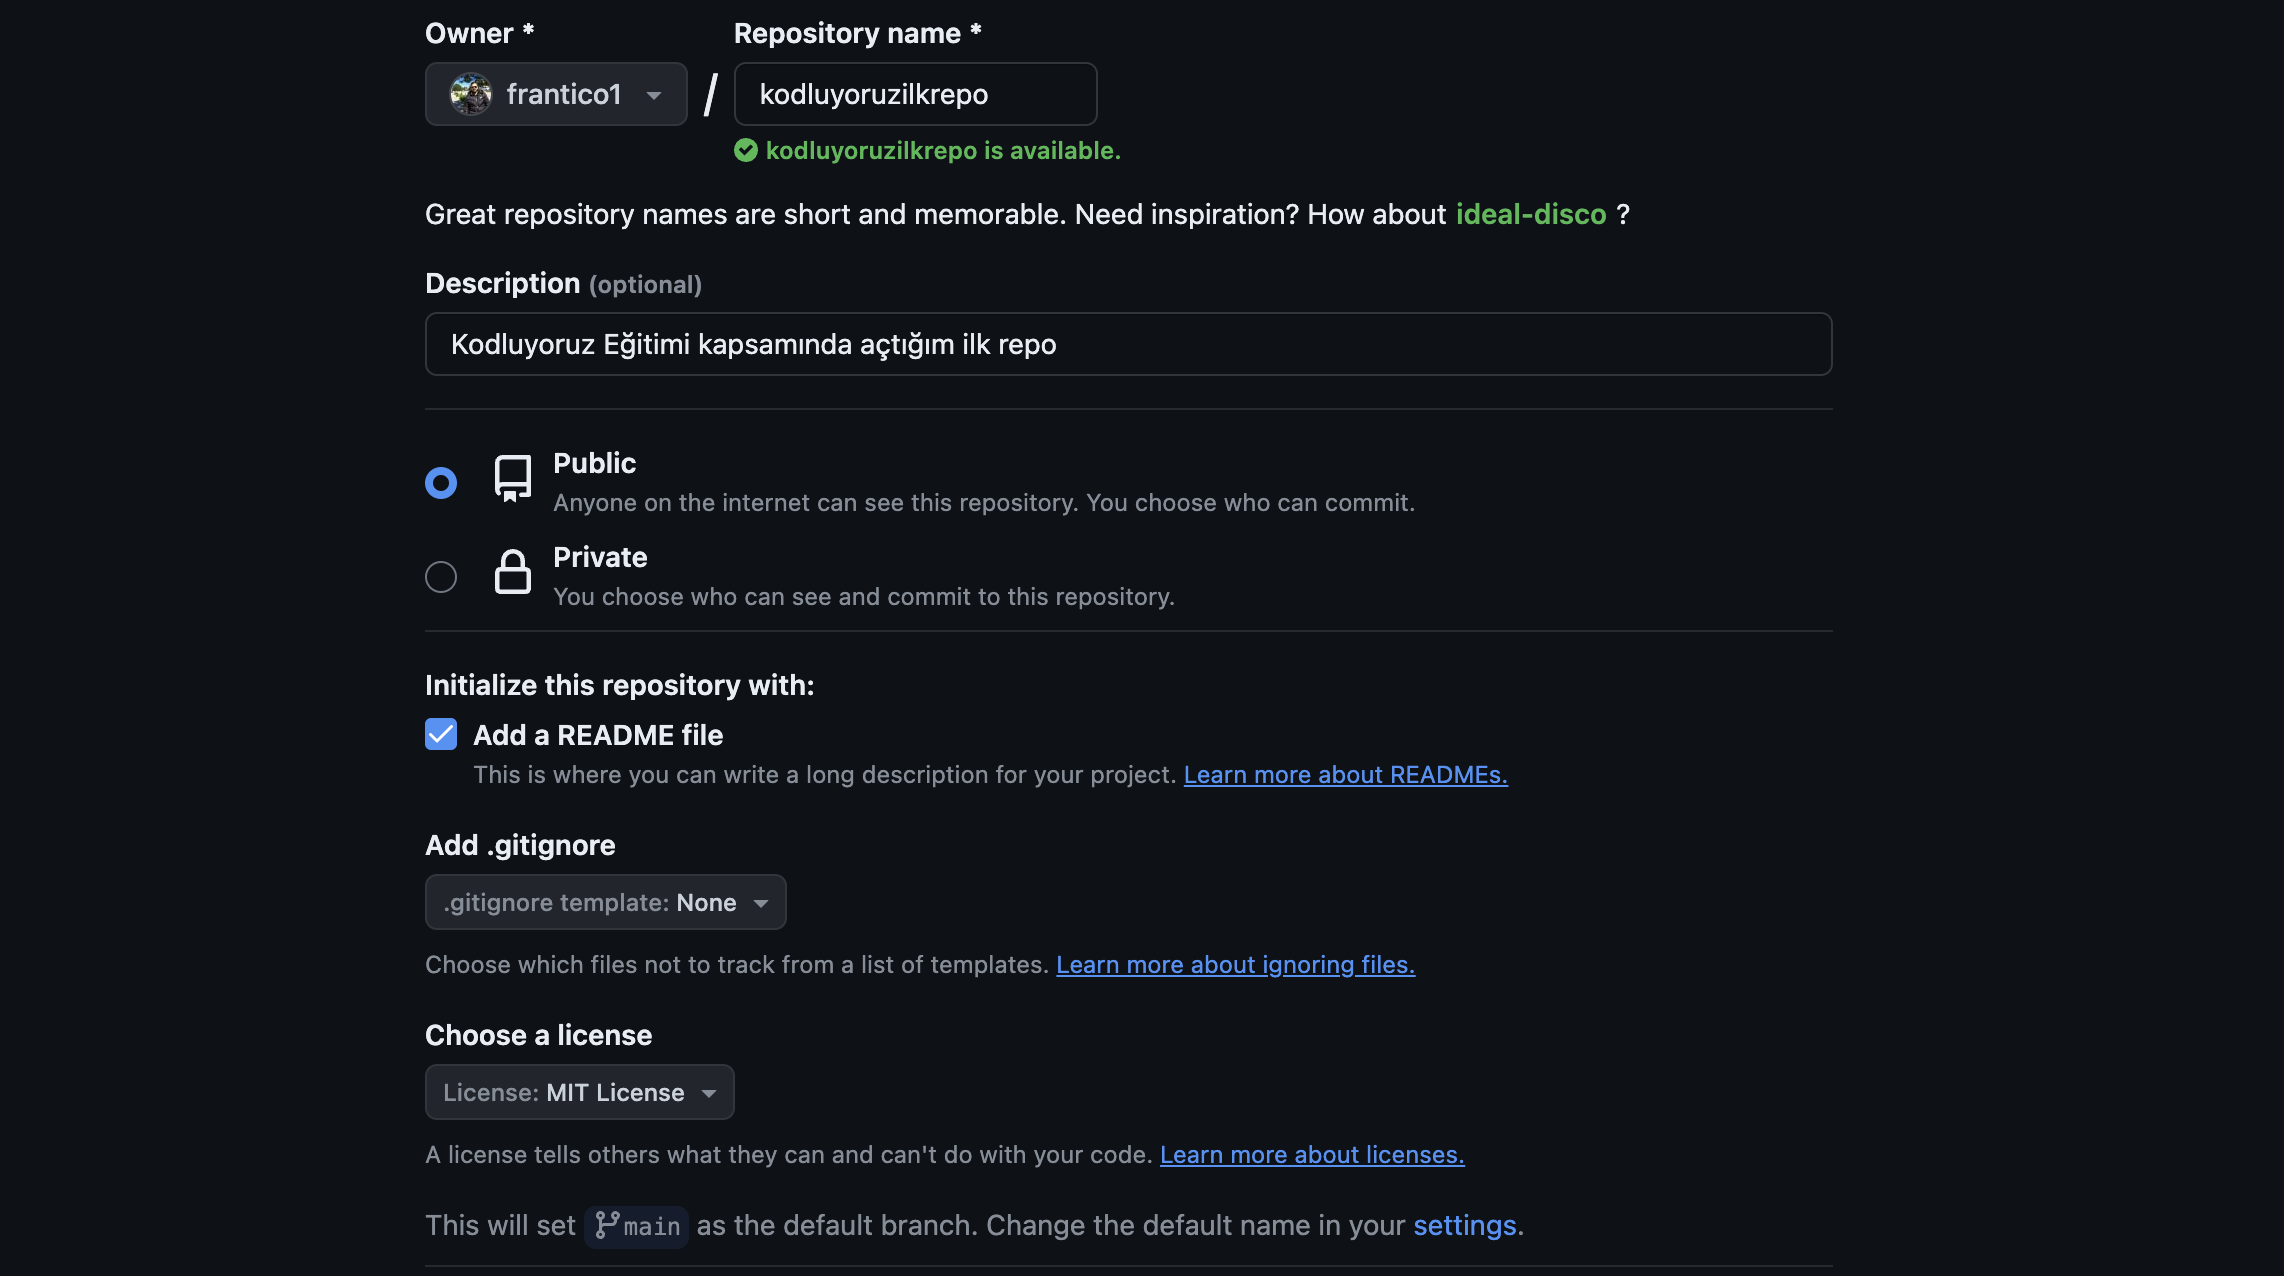 Owner *
Repository name *
frantico1
/
kodluyoruzilkrepo
kodluyoruzilkrepo is available.
Great repository names are short and memorable. Need inspiration? How about ideal-disco ?
Description (optional)
Kodluyoruz Eğitimi kapsamında açtığım ilk repo
Public
Anyone on the internet can see this repository. You choose who can commit.
Private
You choose who can see and commit to this repository.
Initialize this repository with:
Add a README file
This is where you can write a long description for your project. Learn more about READMEs.
Add .gitignore
.gitignore template: None
Choose which files not to track from a list of templates. Learn more about ignoring files.
Choose a license
License: MIT License
A license tells others what they can and can't do with your code. Learn more about licenses.
This will set main as the default branch. Change the default name in your settings.